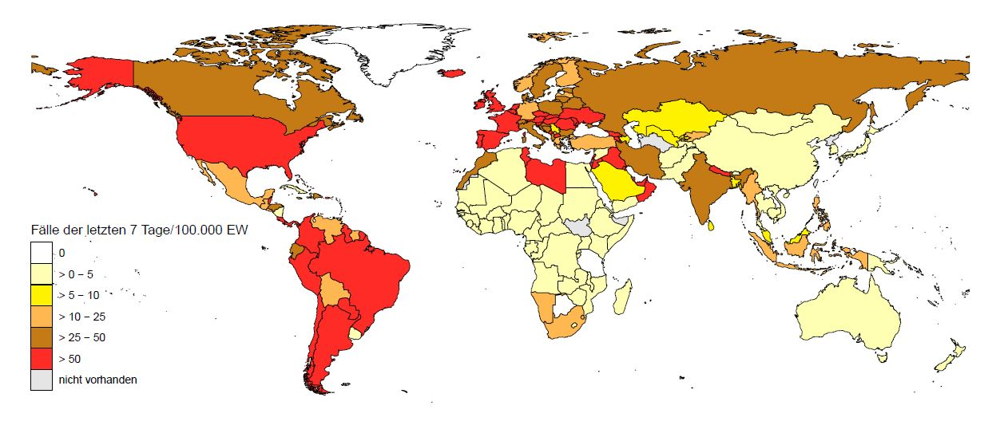 Fälle der letzten 7 Tage/100.000 EW
0
> 0 – 5
> 5 – 10
> 10 – 25
> 25 – 50
> 50
nicht vorhanden